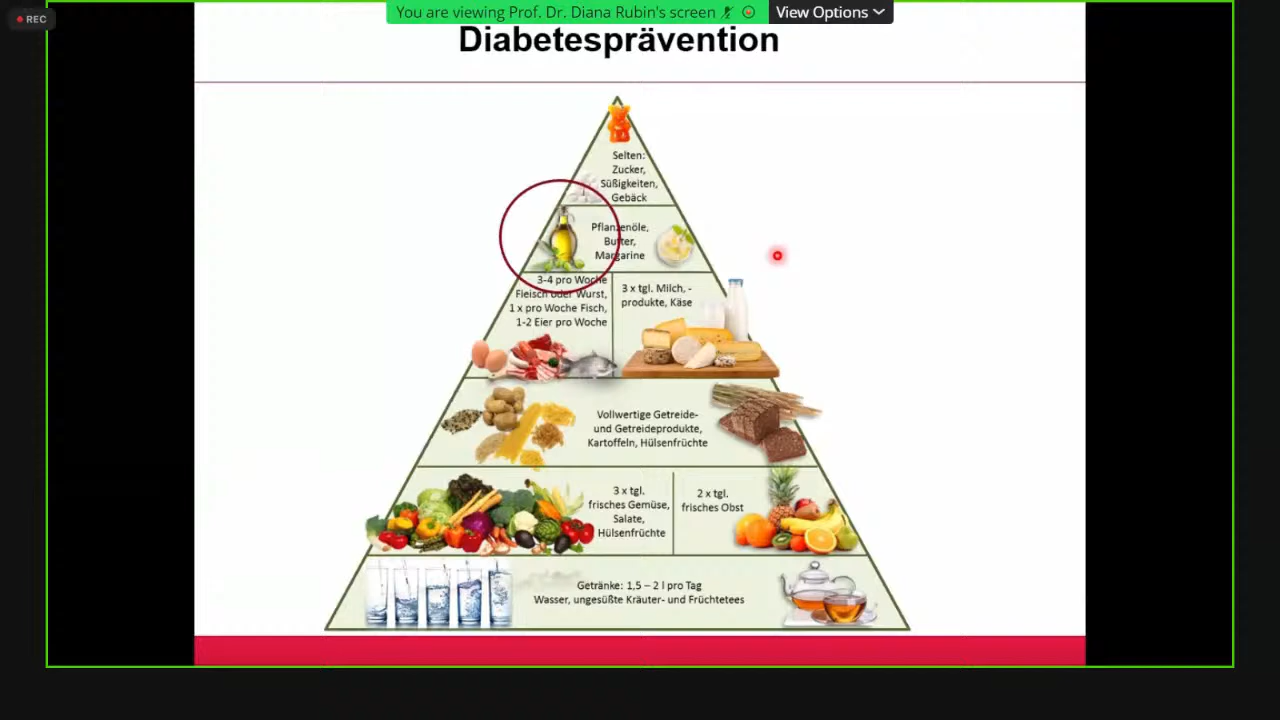 REC
You are viewing Prof. Dr. Diana Rubin's screen
View Options
Diabetesprävention
Selten:
Zucker,
Süßigkeiten,
Gebäck
Pflanzenöle,
Butter,
Margarine
3-4 pro Woche
Fleisch oder Wurst,
1 x pro Woche Fisch,
1-2 Eier pro Woche
3 x tgl. Milch, -
produkte, Käse
Vollwertige Getreide-
und Getreideprodukte,
Kartoffeln, Hülsenfrüchte
3 x tgl.
frisches Gemüse,
Salate,
Hülsenfrüchte
2 x tgl.
frisches Obst
Getränke: 1,5 – 2 l pro Tag
Wasser, ungesüßte Kräuter- und Früchtetees